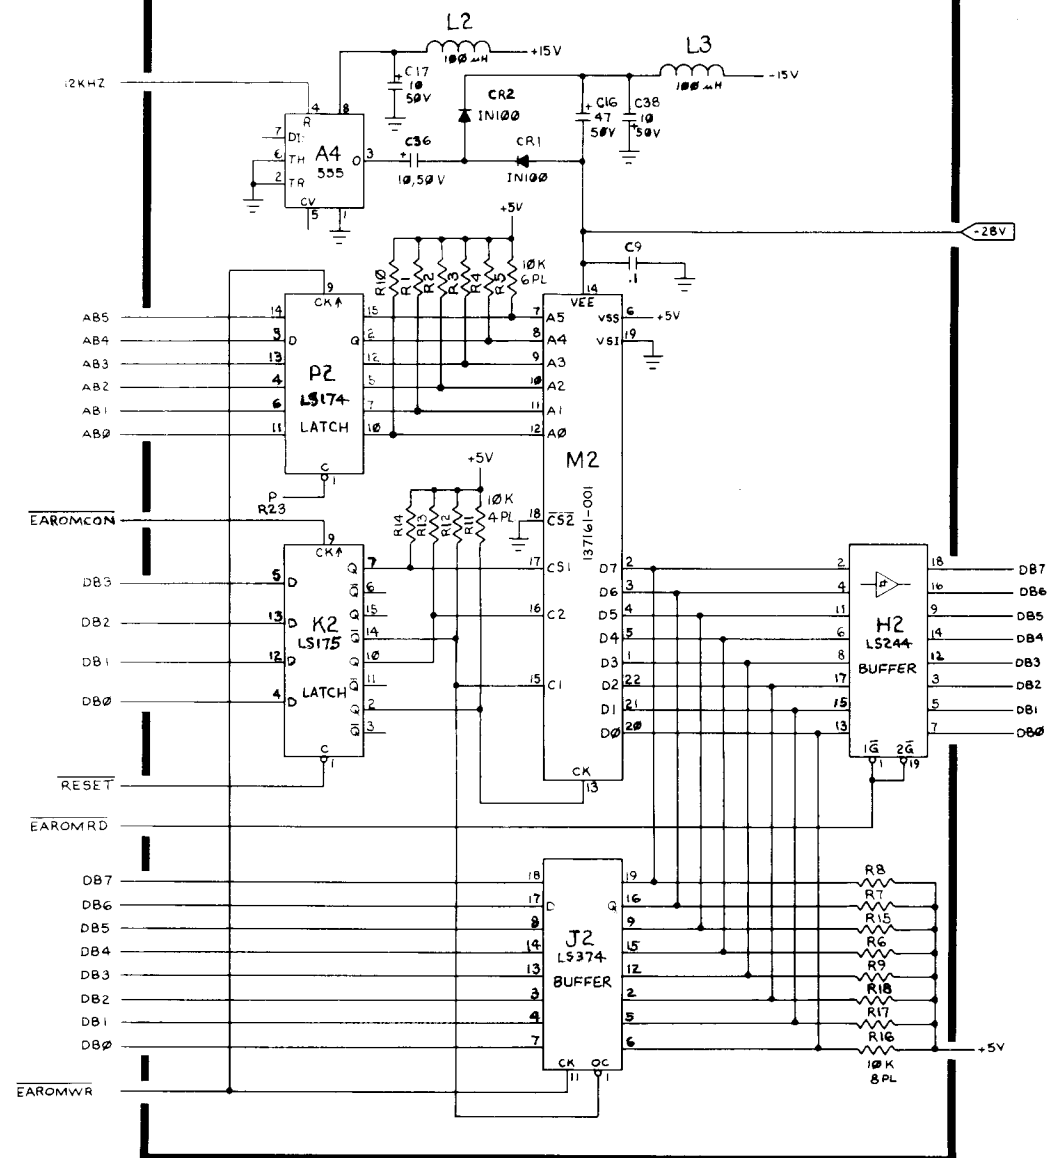 L2
100 µH
+15V
L3
100 µH
-15V
12KHZ
C17
10
50V
CR2
IN100
C16
47
50V
C38
10
50V
4
8
R
7
DI
6
TH
2
TR
A4
555
O
3
CV
5
1
C36
10,50V
CR1
IN100
+5V
-28V
R10
R1
R2
R3
R4
R5
10K
6PL
C9
.1
9
CK↑
14
VEE
AB5
14
15
7
A5
VSS
6
+5V
AB4
3
D
Q
2
8
A4
VSI
19
AB3
13
12
9
A3
P2
AB2
4
5
10
A2
LS174
AB1
6
7
11
A1
LATCH
ABØ
11
10
12
AØ
C
1
P
R23
M2
137161-001
+5V
R14
R13
R12
R11
10K
4PL
18
CS2
EAROMCON
9
CK↑
Q
7
17
CS1
D7
2
2
18
DB7
DB3
5
D
Q
6
D6
3
4
16
DB6
Q
15
16
C2
D5
4
11
9
DB5
DB2
13
D
K2
LS175
Q
14
D4
5
6
H2
LS244
14
DB4
DB1
12
D
Q
10
D3
1
8
BUFFER
12
DB3
LATCH
Q
11
15
C1
D2
22
17
3
DB2
DBØ
4
D
Q
2
D1
21
15
5
DB1
Q
3
DØ
20
13
7
DBØ
C
1
CK
13
1G
1
2G
19
RESET
EAROMRD
DB7
18
19
R8
DB6
17
D
Q
16
R7
DB5
8
9
R15
J2
DB4
14
15
R6
LS374
DB3
13
12
R9
BUFFER
DB2
3
2
R18
DB1
4
5
R17
DBØ
7
6
R16
+5V
10K
8PL
CK
11
OC
1
EAROMWR